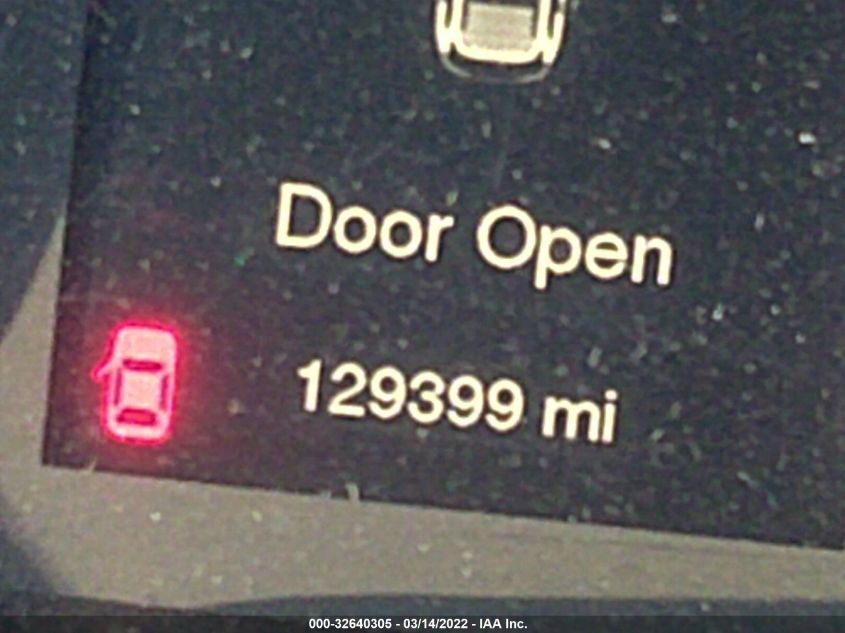 Door Open
129399 mi
000-32640305 - 03/14/2022 - IAA Inc.